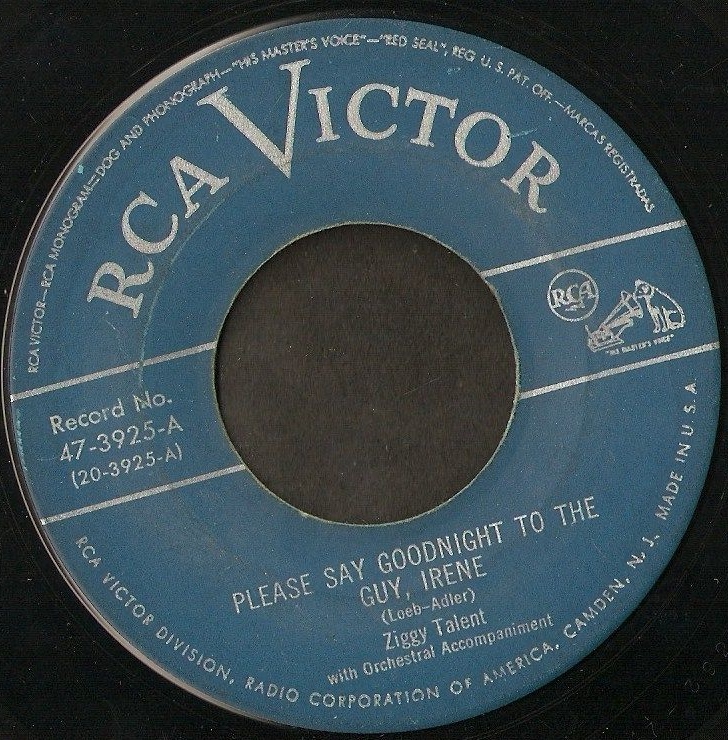 RCA VICTOR—RCA MONOGRAM—DOG AND PHONOGRAPH—"HIS MASTER'S VOICE"—"RED SEAL", REG U.S. PAT. OFF.—MARCAS REGISTRADAS
RCA VICTOR
RCA
"HIS MASTER'S VOICE"
Record No.
47-3925-A
(20-3925-A)
PLEASE SAY GOODNIGHT TO THE
GUY, IRENE
(Loeb-Adler)
Ziggy Talent
with Orchestral Accompaniment
RCA VICTOR DIVISION, RADIO CORPORATION OF AMERICA, CAMDEN, N. J. MADE IN U.S.A.